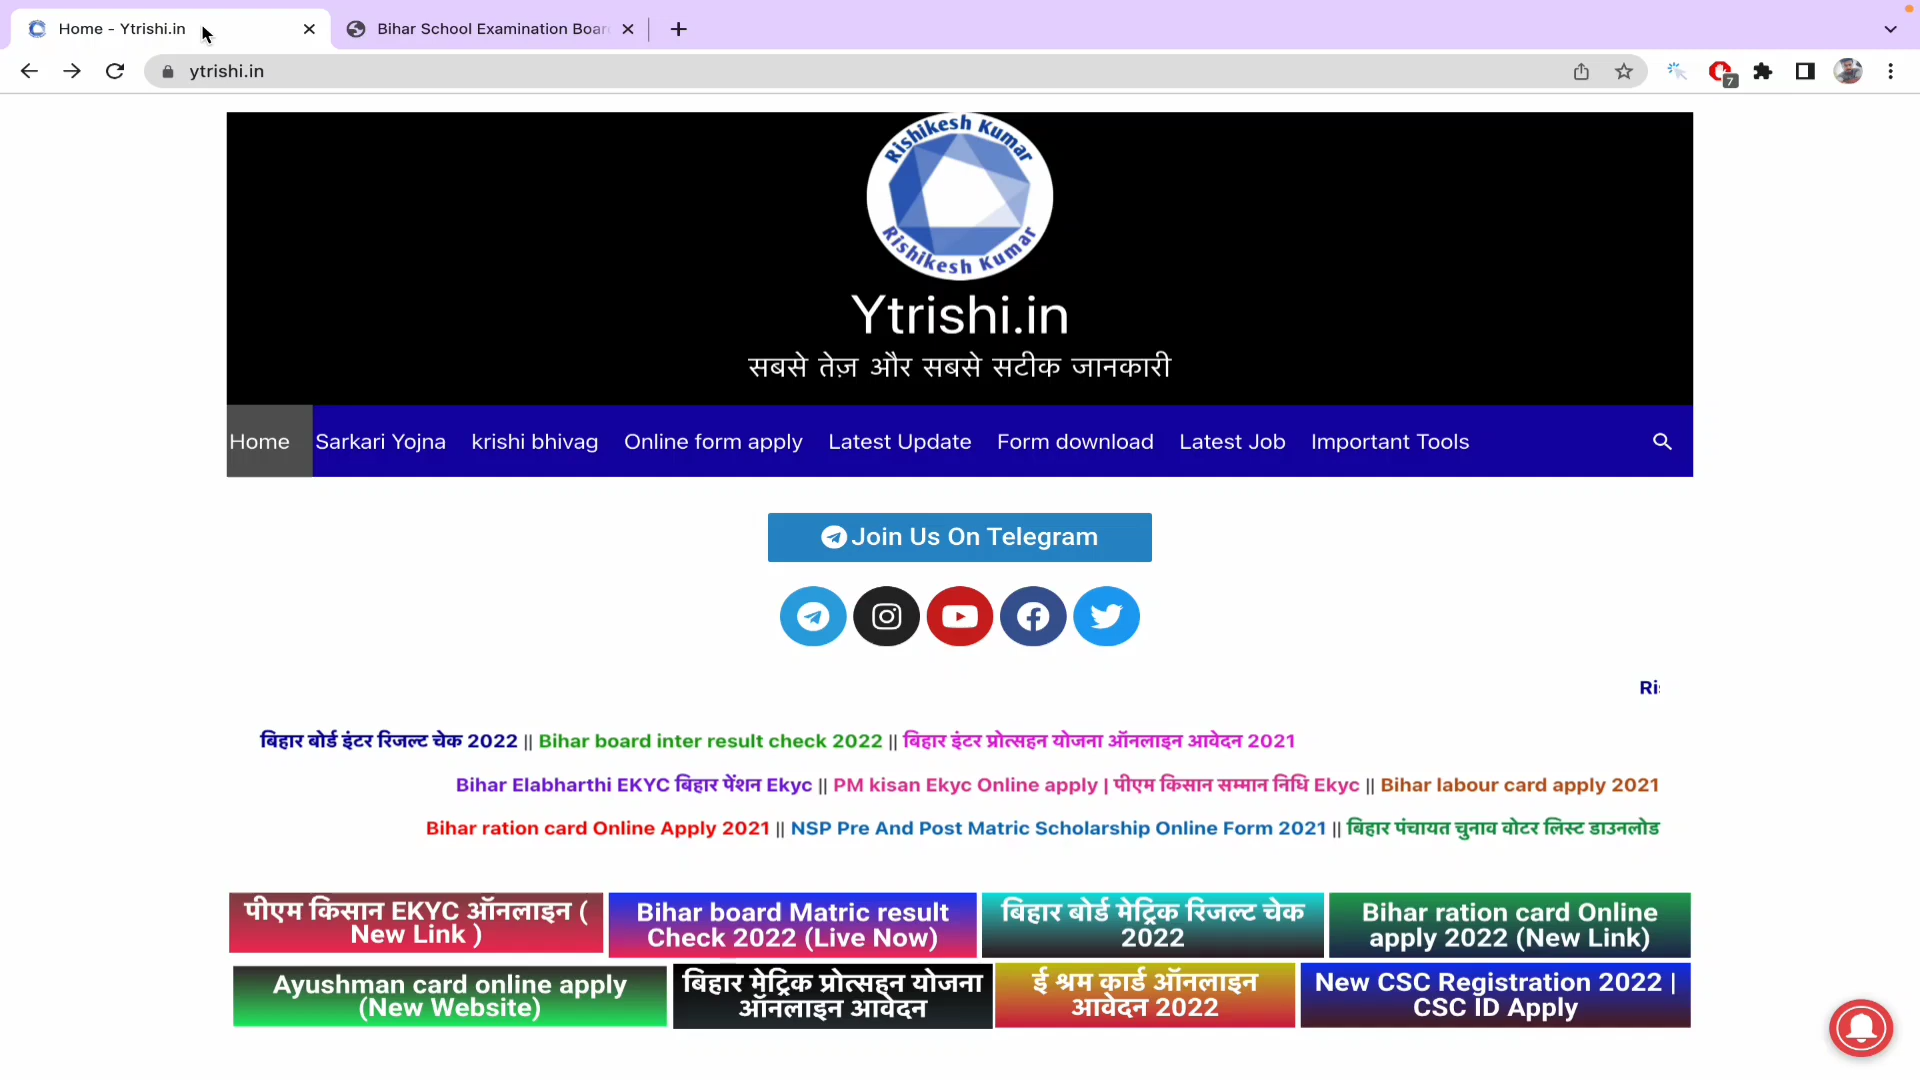 Home - Ytrishi.in
Bihar School Examination Boar
ytrishi.in
7
Rishikesh Kumar
Rishikesh Kumar
Ytrishi.in
सबसे तेज़ और सबसे सटीक जानकारी
Home Sarkari Yojna krishi bhivag Online form apply Latest Update Form download Latest Job Important Tools
Join Us On Telegram
Ri
बिहार बोर्ड इंटर रिजल्ट चेक 2022 || Bihar board inter result check 2022 || बिहार इंटर प्रोत्सहन योजना ऑनलाइन आवेदन 2021
Bihar Elabharthi EKYC बिहार पेंशन Ekyc || PM kisan Ekyc Online apply | पीएम किसान सम्मान निधि Ekyc || Bihar labour card apply 2021
Bihar ration card Online Apply 2021 || NSP Pre And Post Matric Scholarship Online Form 2021 || बिहार पंचायत चुनाव वोटर लिस्ट डाउनलोड
पीएम किसान EKYC ऑनलाइन (
New Link )
Bihar board Matric result
Check 2022 (Live Now)
बिहार बोर्ड मेट्रिक रिजल्ट चेक
2022
Bihar ration card Online
apply 2022 (New Link)
Ayushman card online apply
(New Website)
बिहार मेट्रिक प्रोत्सहन योजना
ऑनलाइन आवेदन
ई श्रम कार्ड ऑनलाइन
आवेदन 2022
New CSC Registration 2022 |
CSC ID Apply